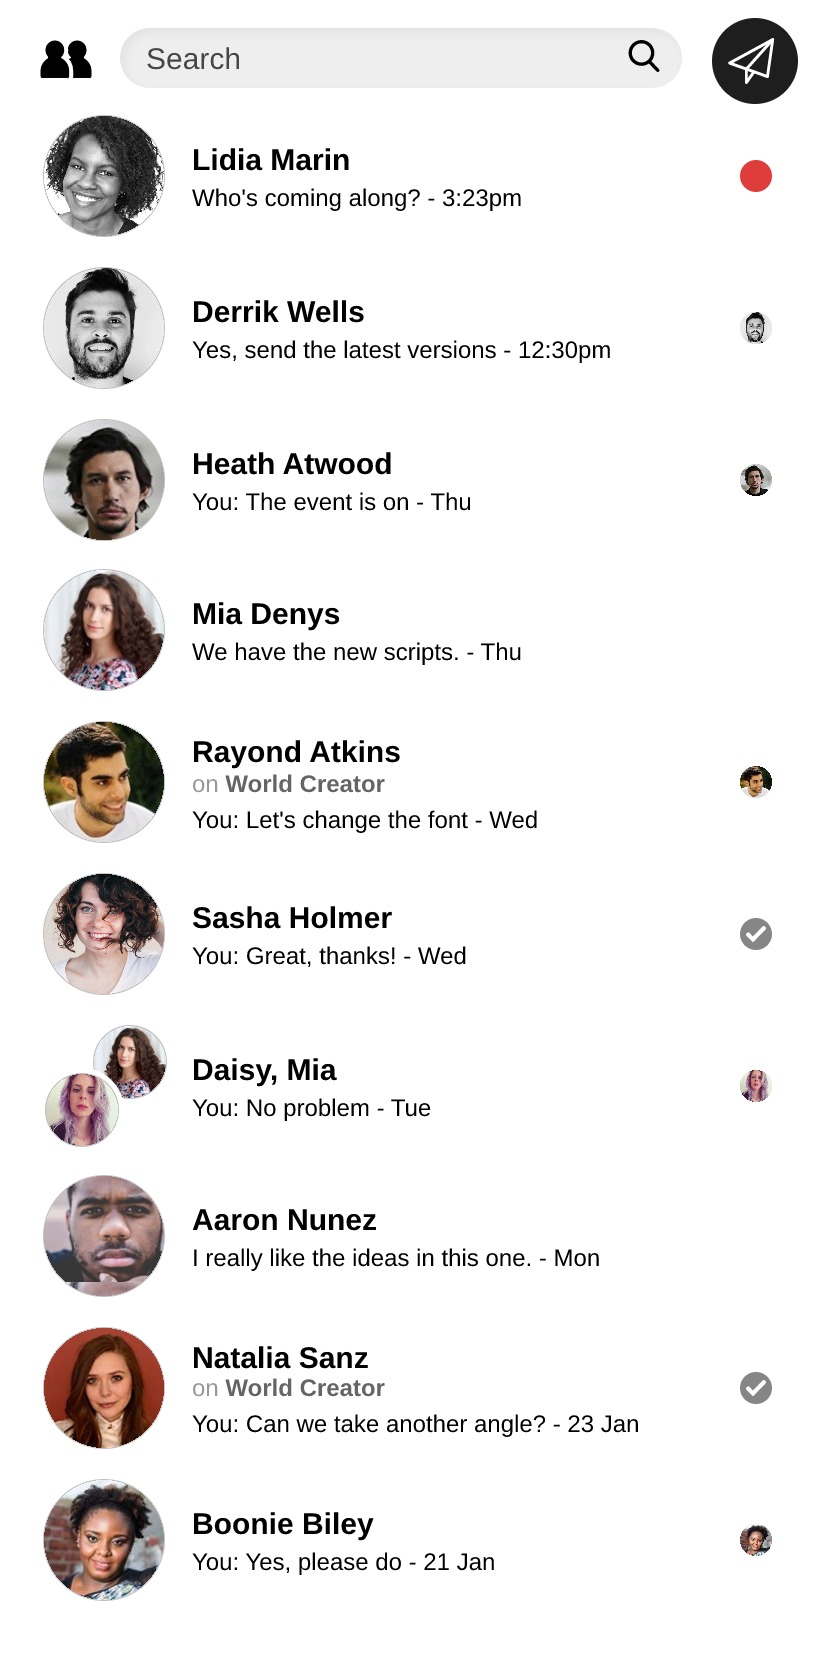 Search
Lidia Marin
Who's coming along? - 3:23pm
Derrik Wells
Yes, send the latest versions - 12:30pm
Heath Atwood
You: The event is on - Thu
Mia Denys
We have the new scripts. - Thu
Rayond Atkins
on World Creator
You: Let's change the font - Wed
Sasha Holmer
You: Great, thanks! - Wed
Daisy, Mia
You: No problem - Tue
Aaron Nunez
I really like the ideas in this one. - Mon
Natalia Sanz
on World Creator
You: Can we take another angle? - 23 Jan
Boonie Biley
You: Yes, please do - 21 Jan